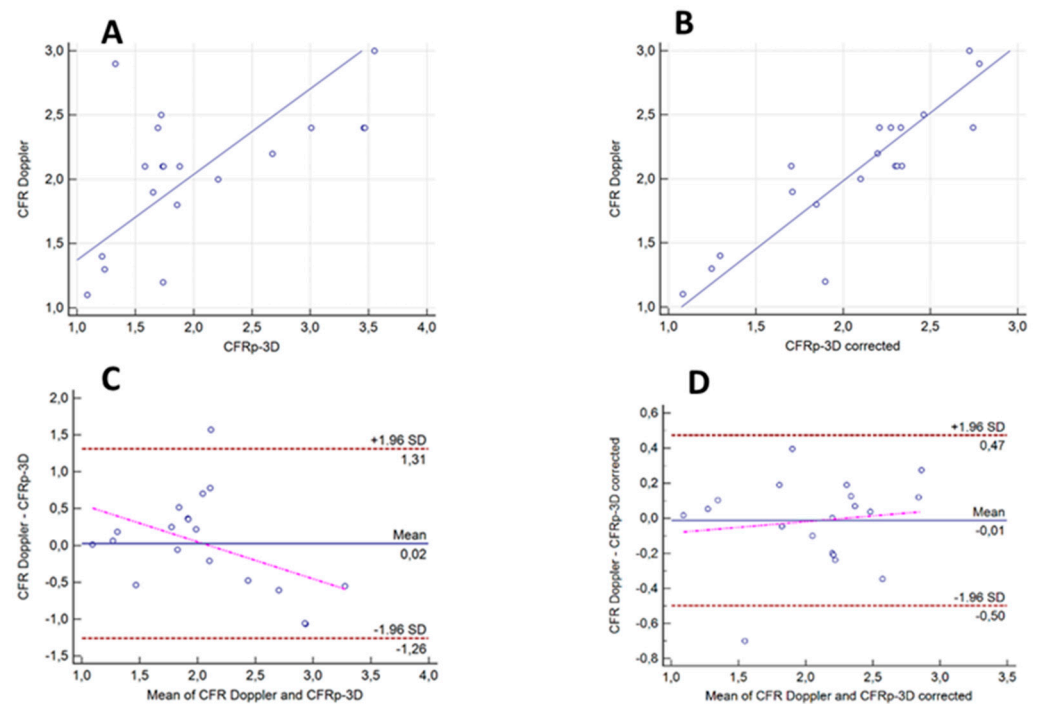 A
CFR Doppler
3,0
2,5
2,0
1,5
1,0
1,0 1,5 2,0 2,5 3,0 3,5 4,0
CFRp-3D
B
CFR Doppler
3,0
2,5
2,0
1,5
1,0
1,0 1,5 2,0 2,5 3,0
CFRp-3D corrected
C
CFR Doppler - CFRp-3D
2,0
1,5
1,0
0,5
0,0
-0,5
-1,0
-1,5
+1.96 SD
1,31
Mean
0,02
-1.96 SD
-1,26
1,0 1,5 2,0 2,5 3,0 3,5 4,0
Mean of CFR Doppler and CFRp-3D
D
CFR Doppler - CFRp-3D corrected
0,6
0,4
0,2
0,0
-0,2
-0,4
-0,6
-0,8
+1.96 SD
0,47
Mean
-0,01
-1.96 SD
-0,50
1,0 1,5 2,0 2,5 3,0 3,5
Mean of CFR Doppler and CFRp-3D corrected